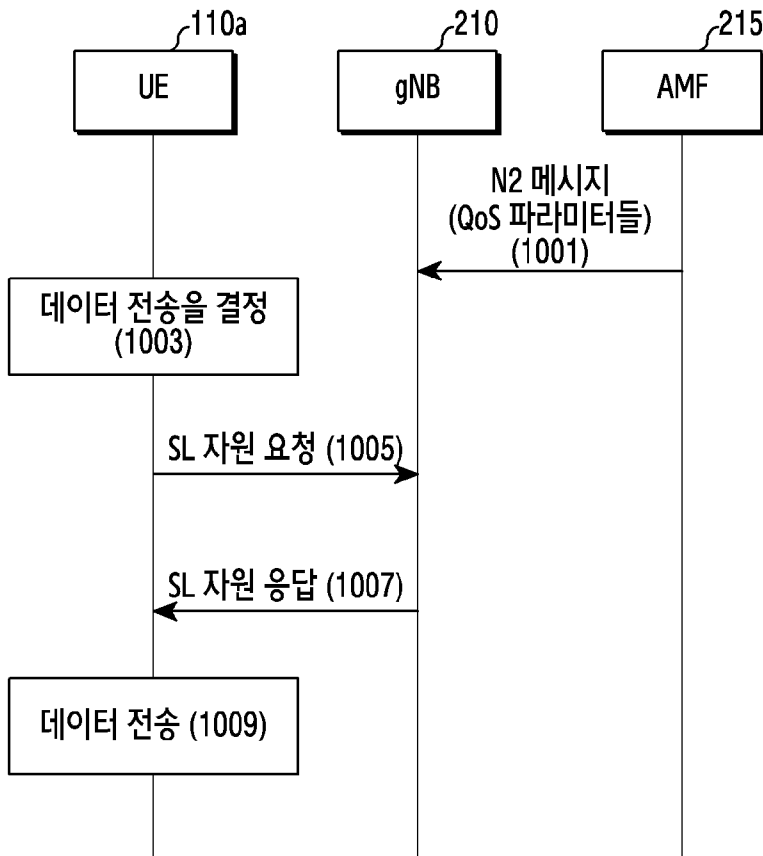 110a
210
215
UE
gNB
AMF
N2 메시지
(QoS 파라미터들)
(1001)
데이터 전송을 결정
(1003)
SL 자원 요청 (1005)
SL 자원 응답 (1007)
데이터 전송 (1009)